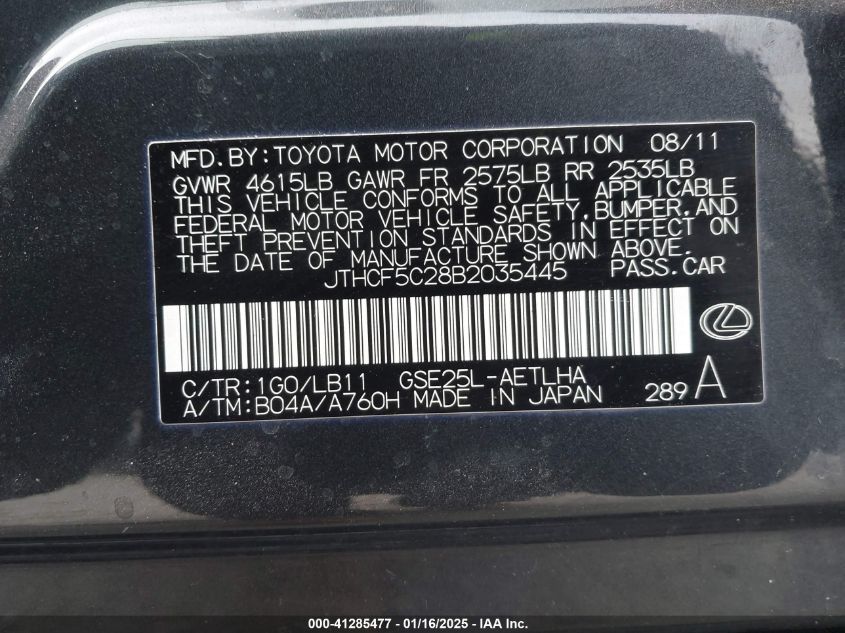 MFD.BY:TOYOTA MOTOR CORPORATION 08/11
GVWR 4615LB GAWR FR 2575LB RR 2535LB
THIS VEHICLE CONFORMS TO ALL APPLICABLE
FEDERAL MOTOR VEHICLE SAFETY,BUMPER,AND
THEFT PREVENTION STANDARDS IN EFFECT ON
THE DATE OF MANUFACTURE SHOWN ABOVE.
JTHCF5C28B2035445 PASS.CAR
C/TR:1G0/LB11 GSE25L-AETLHA
A/TM:B04A/A760H MADE IN JAPAN 289 A
000-41285477 — 01/16/2025 - IAA Inc.